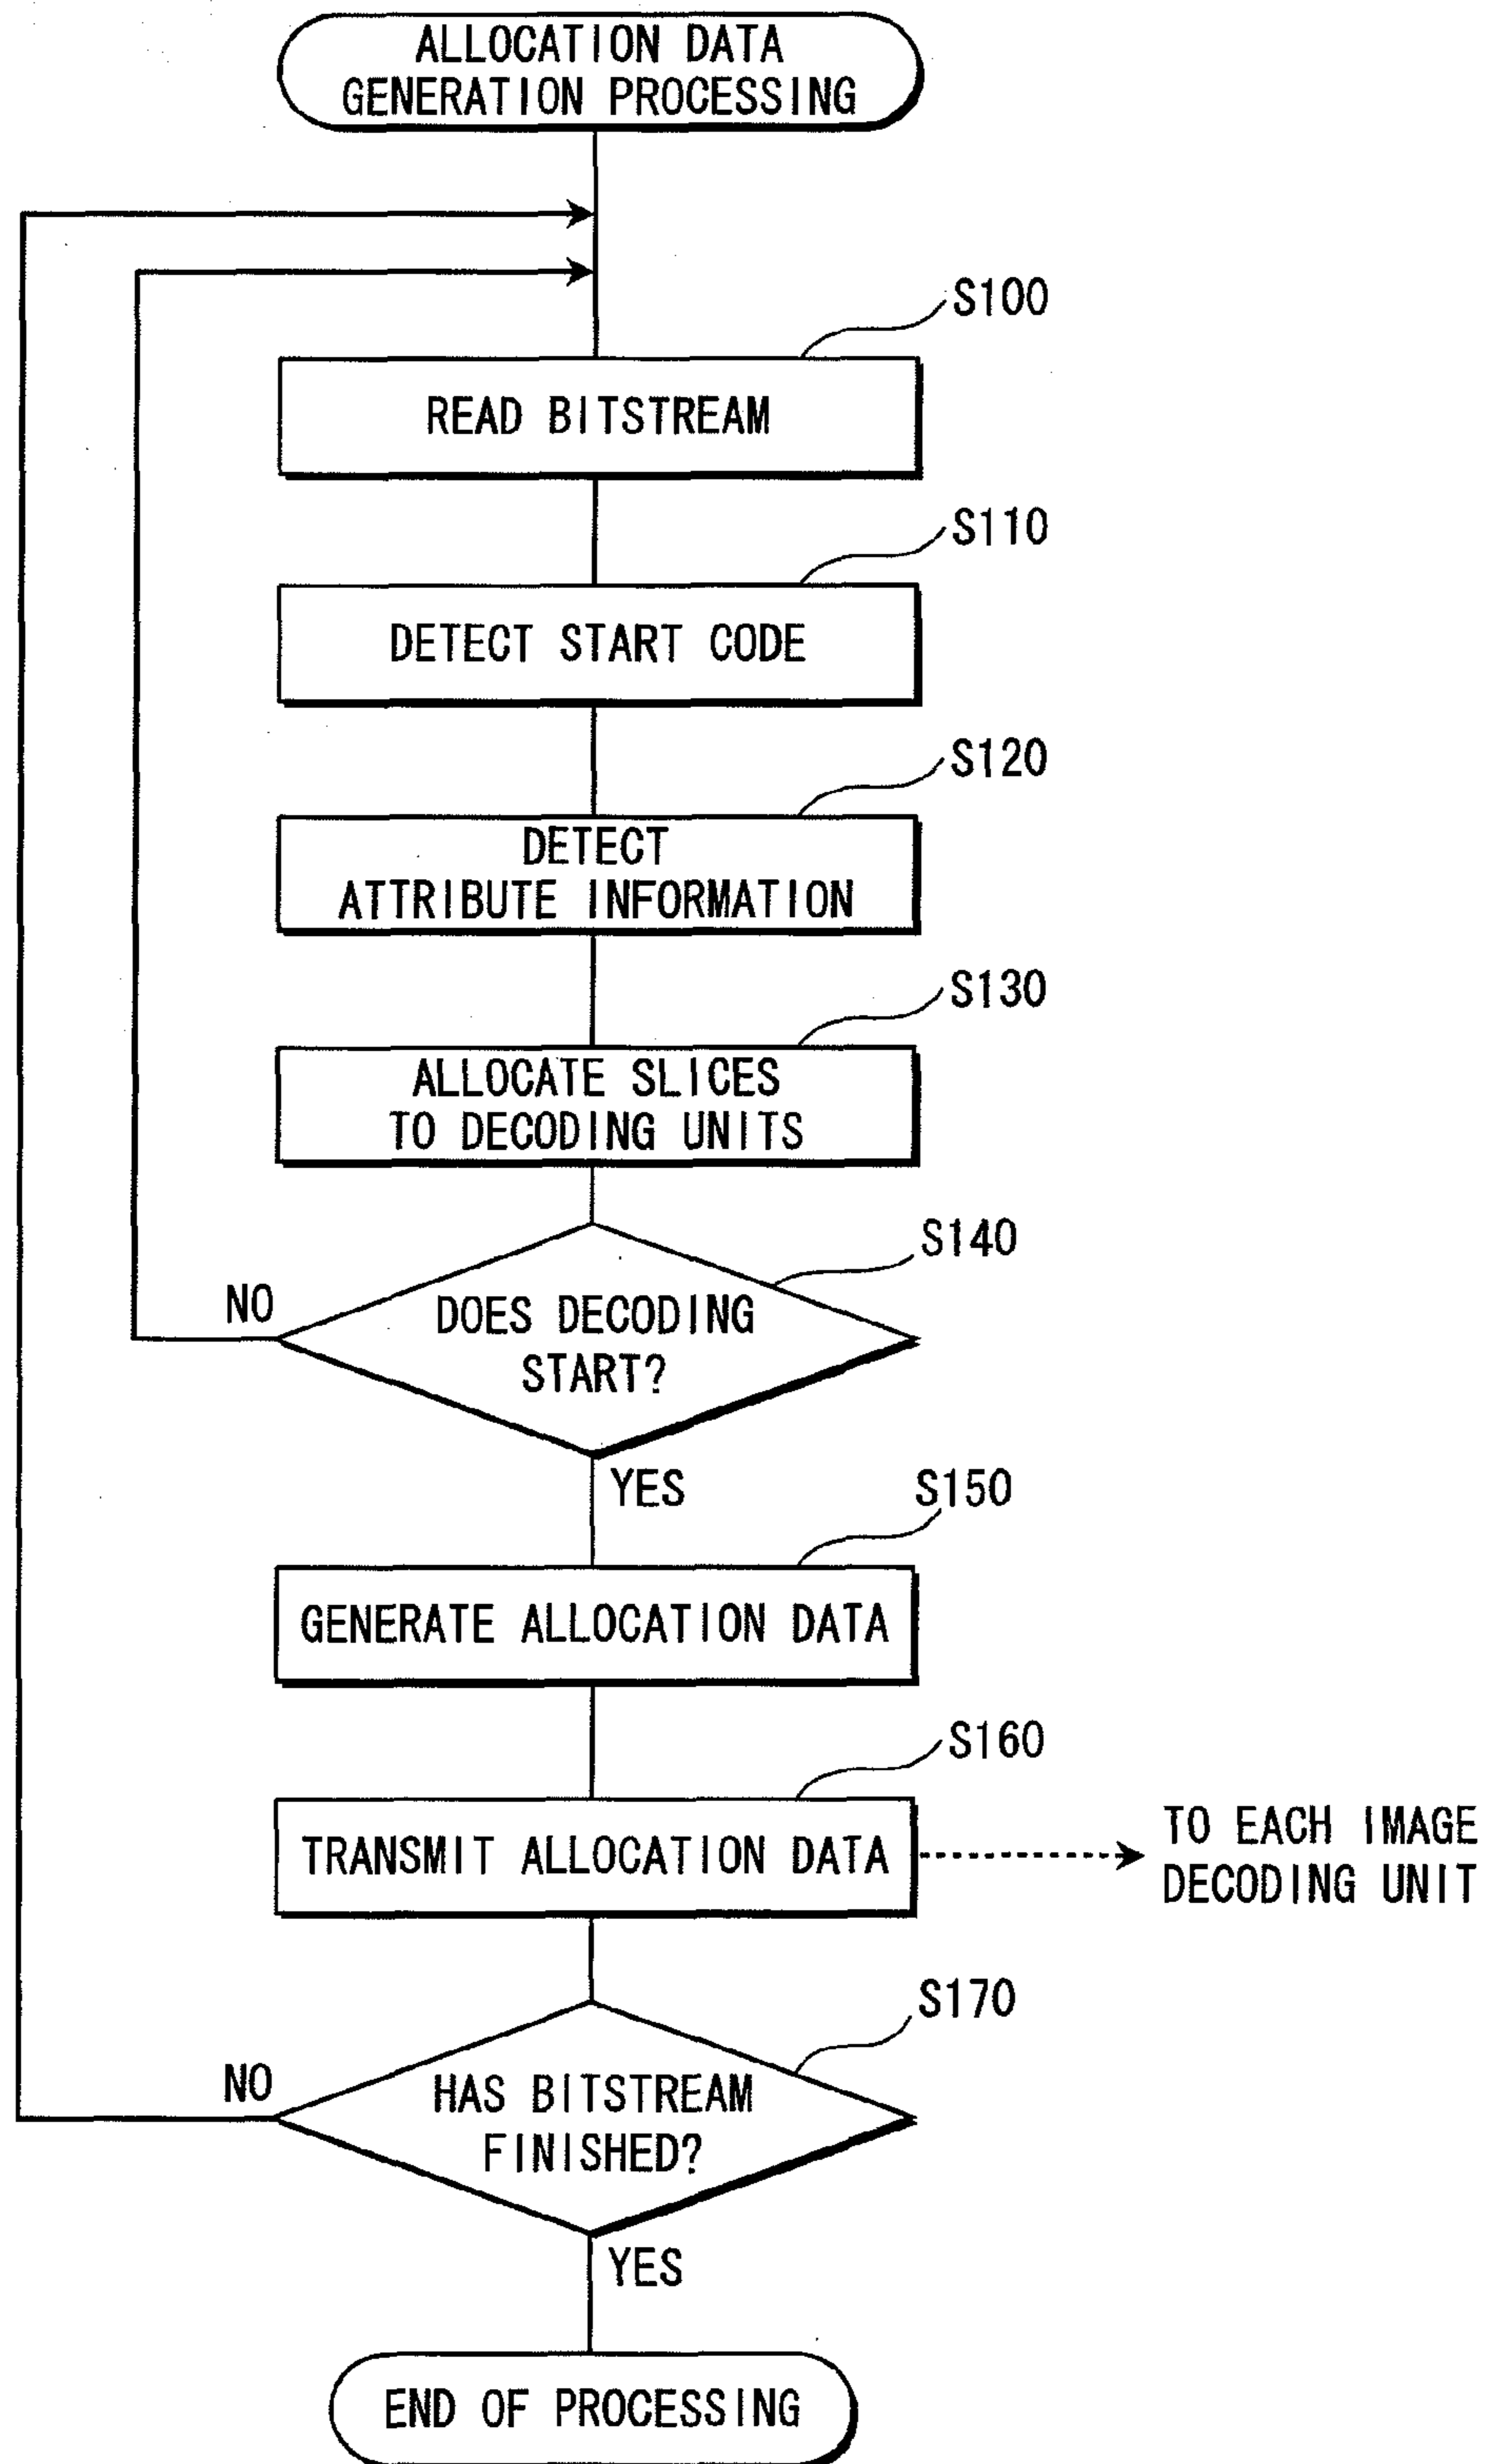 ALLOCATION DATA
GENERATION PROCESSING
S100
READ BITSTREAM
S110
DETECT START CODE
S120
DETECT
ATTRIBUTE INFORMATION
S130
ALLOCATE SLICES
TO DECODING UNITS
S140
NO
DOES DECODING
START?
YES
S150
GENERATE ALLOCATION DATA
S160
TRANSMIT ALLOCATION DATA
TO EACH IMAGE
DECODING UNIT
S170
NO
HAS BITSTREAM
FINISHED?
YES
END OF PROCESSING